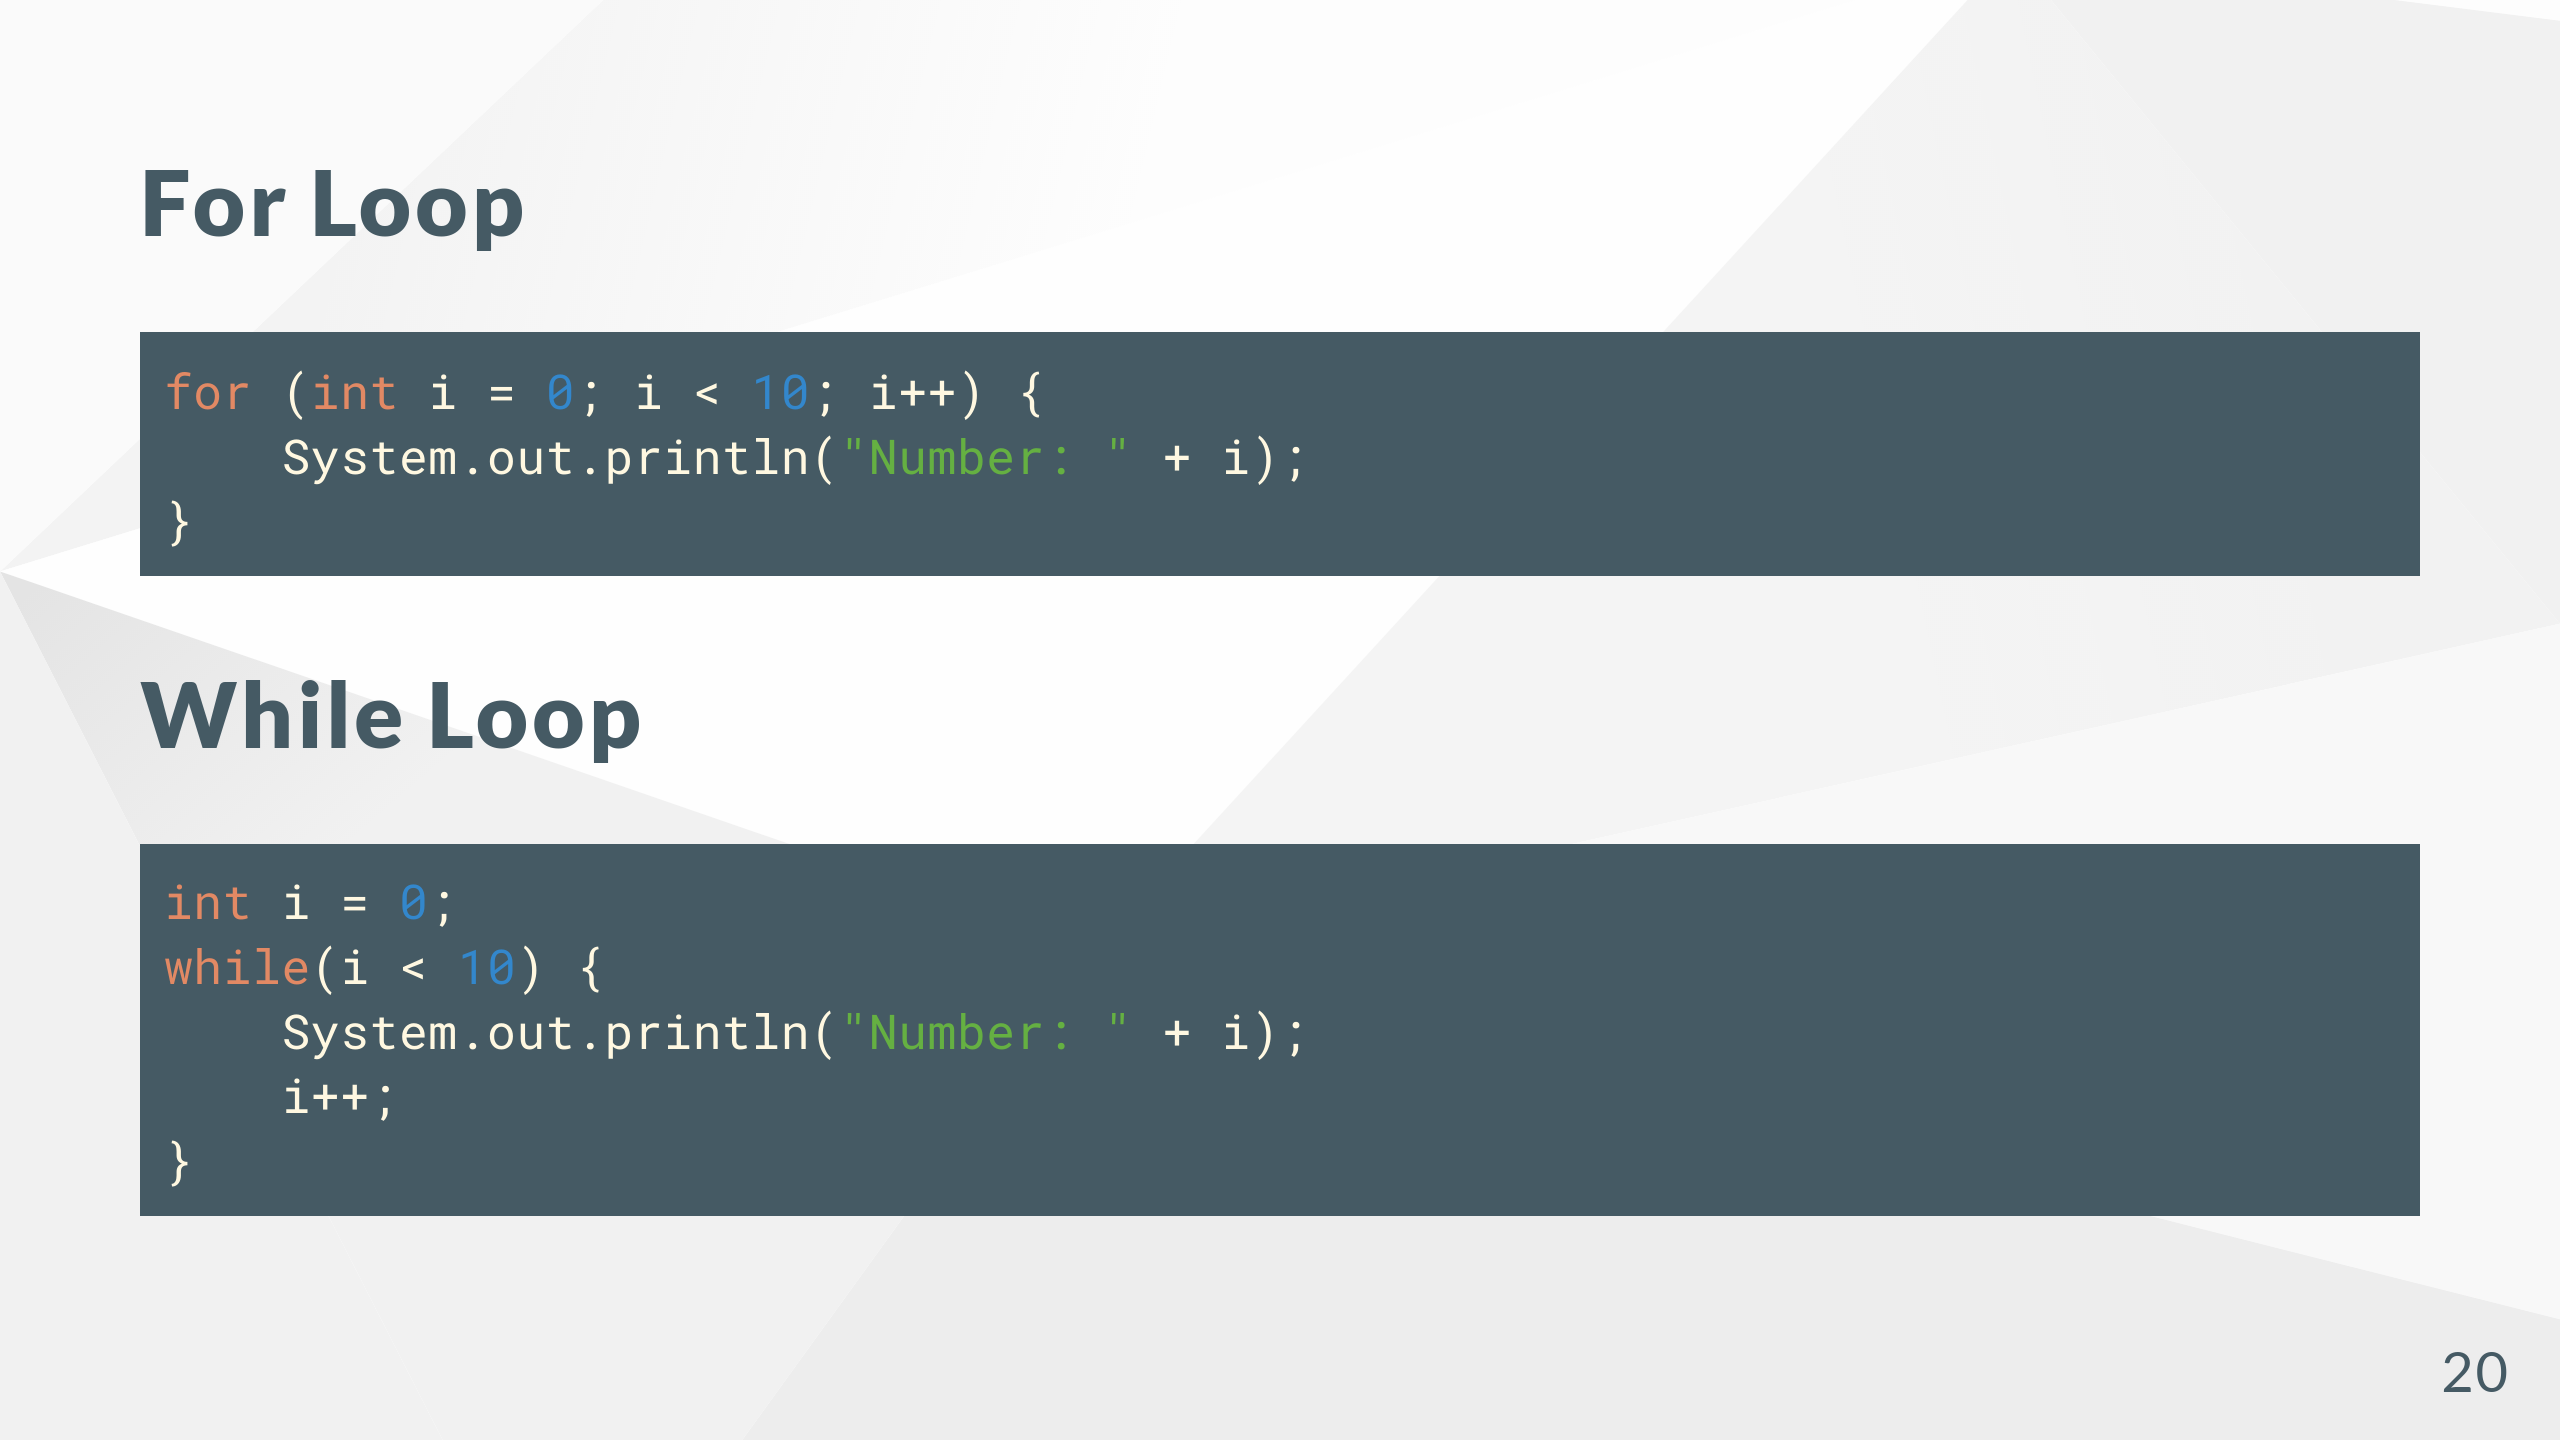 For Loop
for (int i = 0; i < 10; i++) {
    System.out.println("Number: " + i);
}
While Loop
int i = 0;
while(i < 10) {
    System.out.println("Number: " + i);
    i++;
}
20